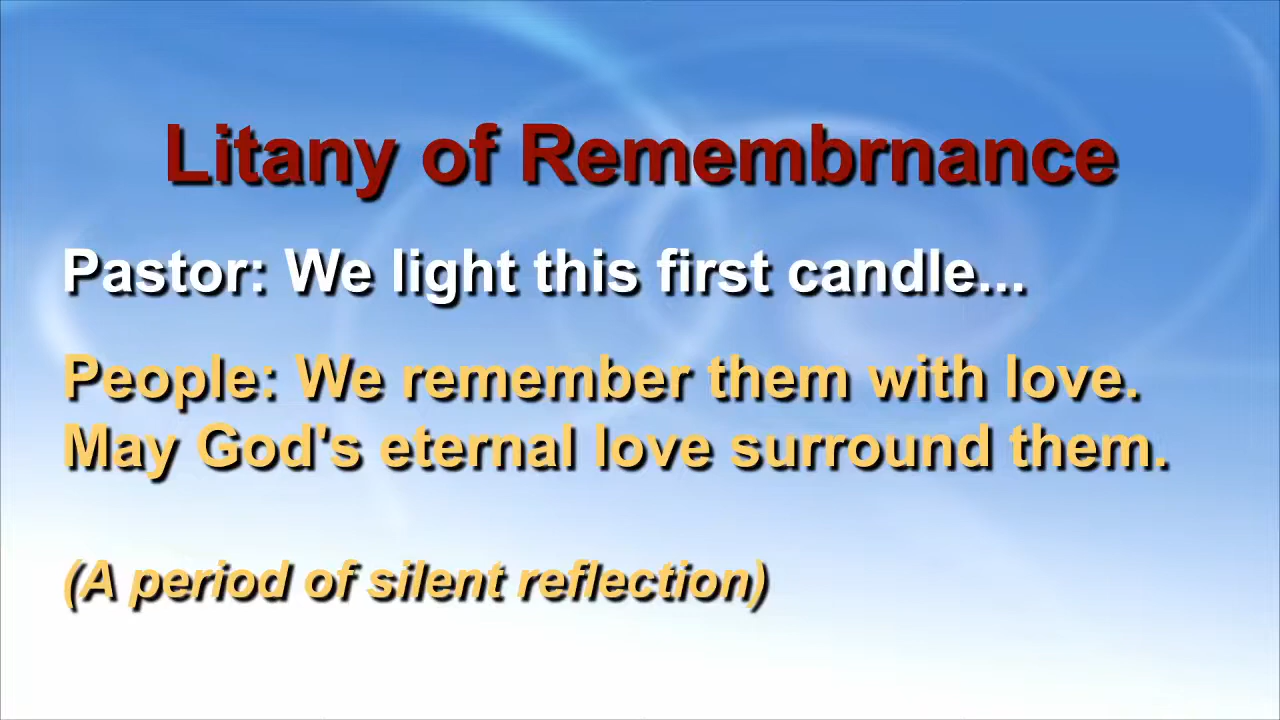 Litany of Remembrnance
Pastor: We light this first candle...
People: We remember them with love.
May God's eternal love surround them.
(A period of silent reflection)